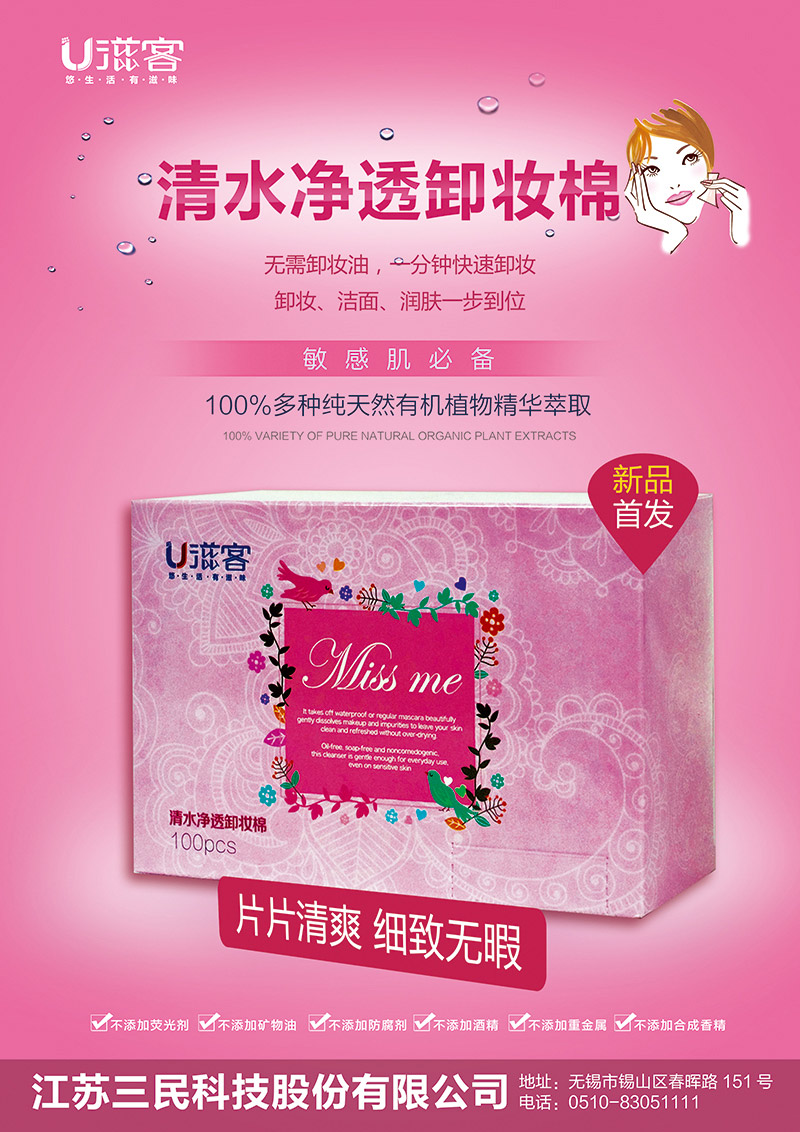 U滋客
悠·生·活·有·滋·味
清水净透卸妆棉
无需卸妆油，一分钟快速卸妆
卸妆、洁面、润肤一步到位
敏感肌必备
100%多种纯天然有机植物精华萃取
100% VARIETY OF PURE NATURAL ORGANIC PLANT EXTRACTS
新品
首发
U滋客
悠·生·活·有·滋·味
Miss me
It takes off waterproof or regular mascara beautifully
gently dissolves makeup and impurities to leave your skin
clean and refreshed without over-drying
Oil-free, soap-free and noncomedogenic,
this cleanser is gentle enough for everyday use,
even on sensitive skin
清水净透卸妆棉
100pcs
片片清爽 细致无暇
不添加荧光剂 不添加矿物油 不添加防腐剂 不添加酒精 不添加重金属 不添加合成香精
江苏三民科技股份有限公司
地址：无锡市锡山区春晖路 151 号
电话：0510-83051111